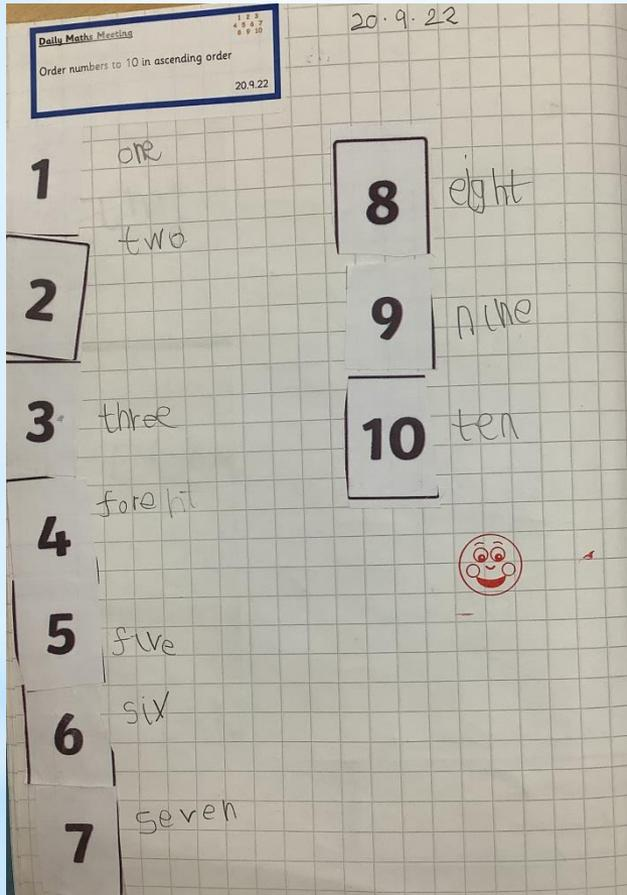 Daily Maths Meeting
1 2 3
4 5 6 7
8 9 10
Order numbers to 10 in ascending order
20.9.22
20.9.22
1 one
2 two
3 three
4
5 five
6 six
7 seven
8 eight
9 nine
10 ten